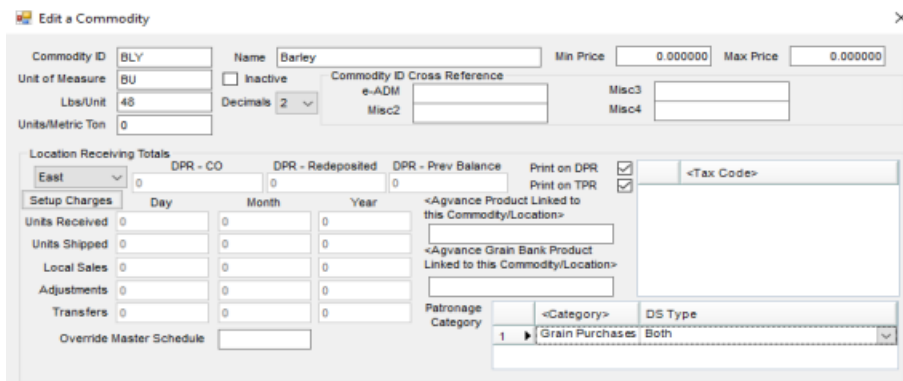 Edit a Commodity
Commodity ID BLY Name Barley Min Price 0.000000 Max Price 0.000000
Unit of Measure BU Inactive Commodity ID Cross Reference
Lbs/Unit 48 Decimals 2 e-ADM Misc3
Units/Metric Ton 0 Misc2 Misc4
Location Receiving Totals
East DPR - CO DPR - Redeposited DPR - Prev Balance Print on DPR <Tax Code>
0 0 0 Print on TPR
Setup Charges Day Month Year <Agvance Product Linked to
this Commodity/Location>
Units Received 0 0 0
Units Shipped 0 0 0 <Agvance Grain Bank Product
Linked to this Commodity/Location>
Local Sales 0 0 0
Adjustments 0 0 0
Transfers 0 0 0 Patronage
Category <Category> DS Type
1 Grain Purchases Both
Override Master Schedule